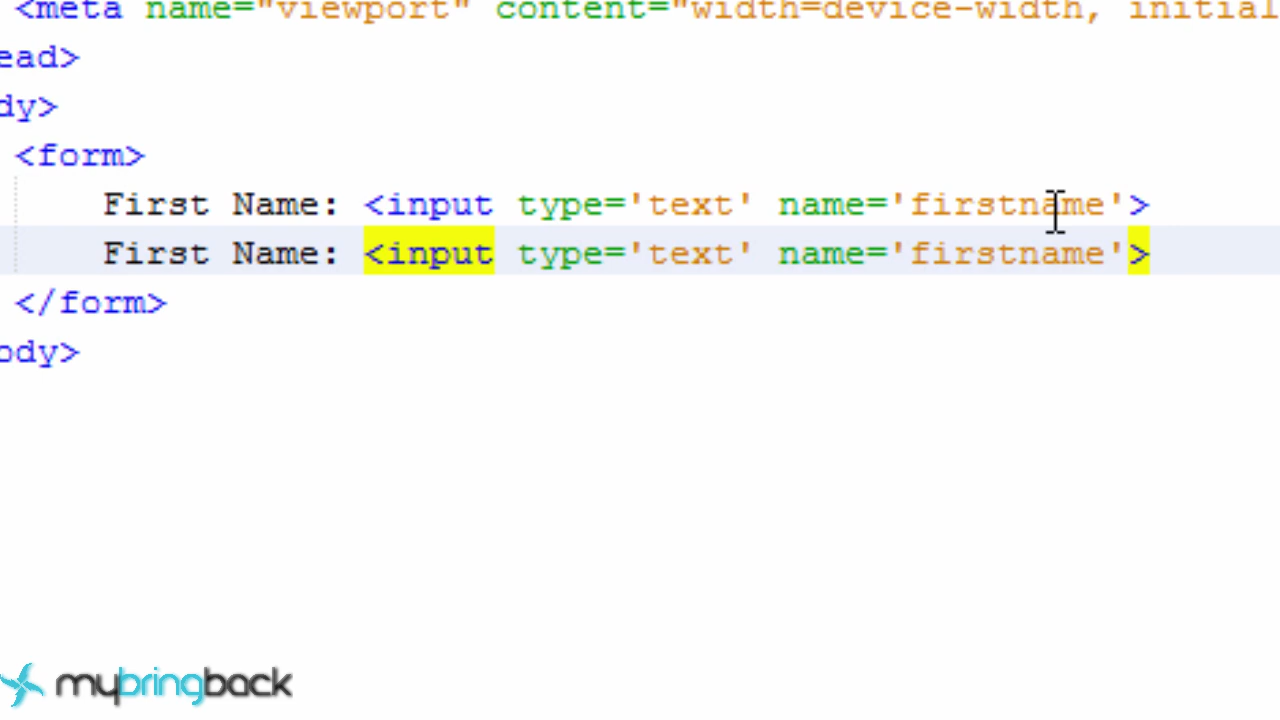 <meta name="viewport" content="width=device-width, initial
ead>
dy>
<form>
First Name: <input type='text' name='firstname'>
First Name: <input type='text' name='firstname'>
</form>
ody>
mybringback